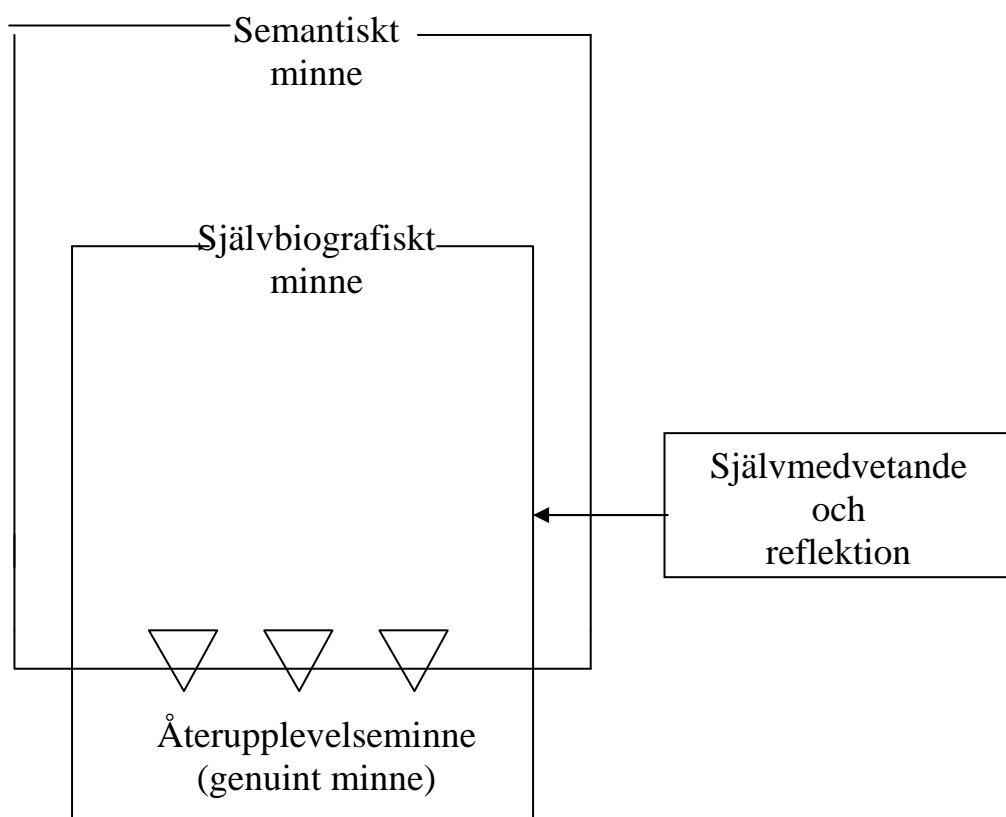 Semantiskt
minne
Självbiografiskt
minne
Självmedvetande
och
reflektion
Återupplevelseminne
(genuint minne)